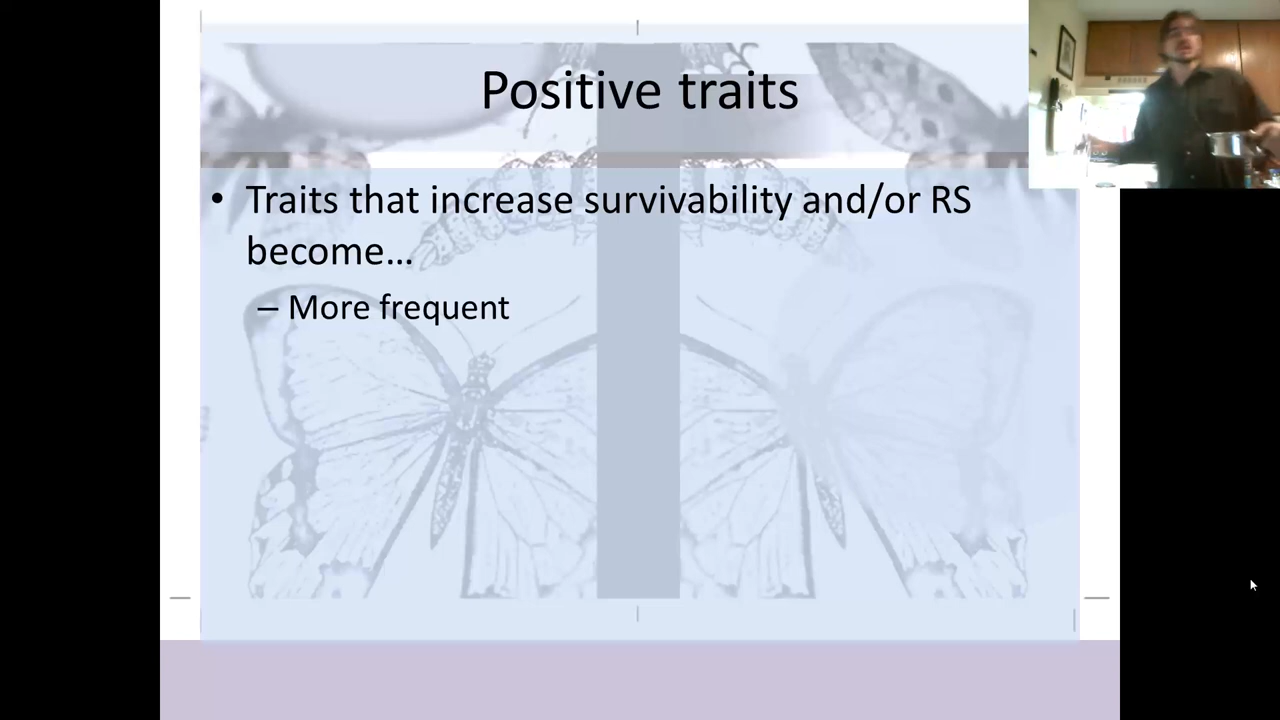 Positive traits
• Traits that increase survivability and/or RS
become…
– More frequent